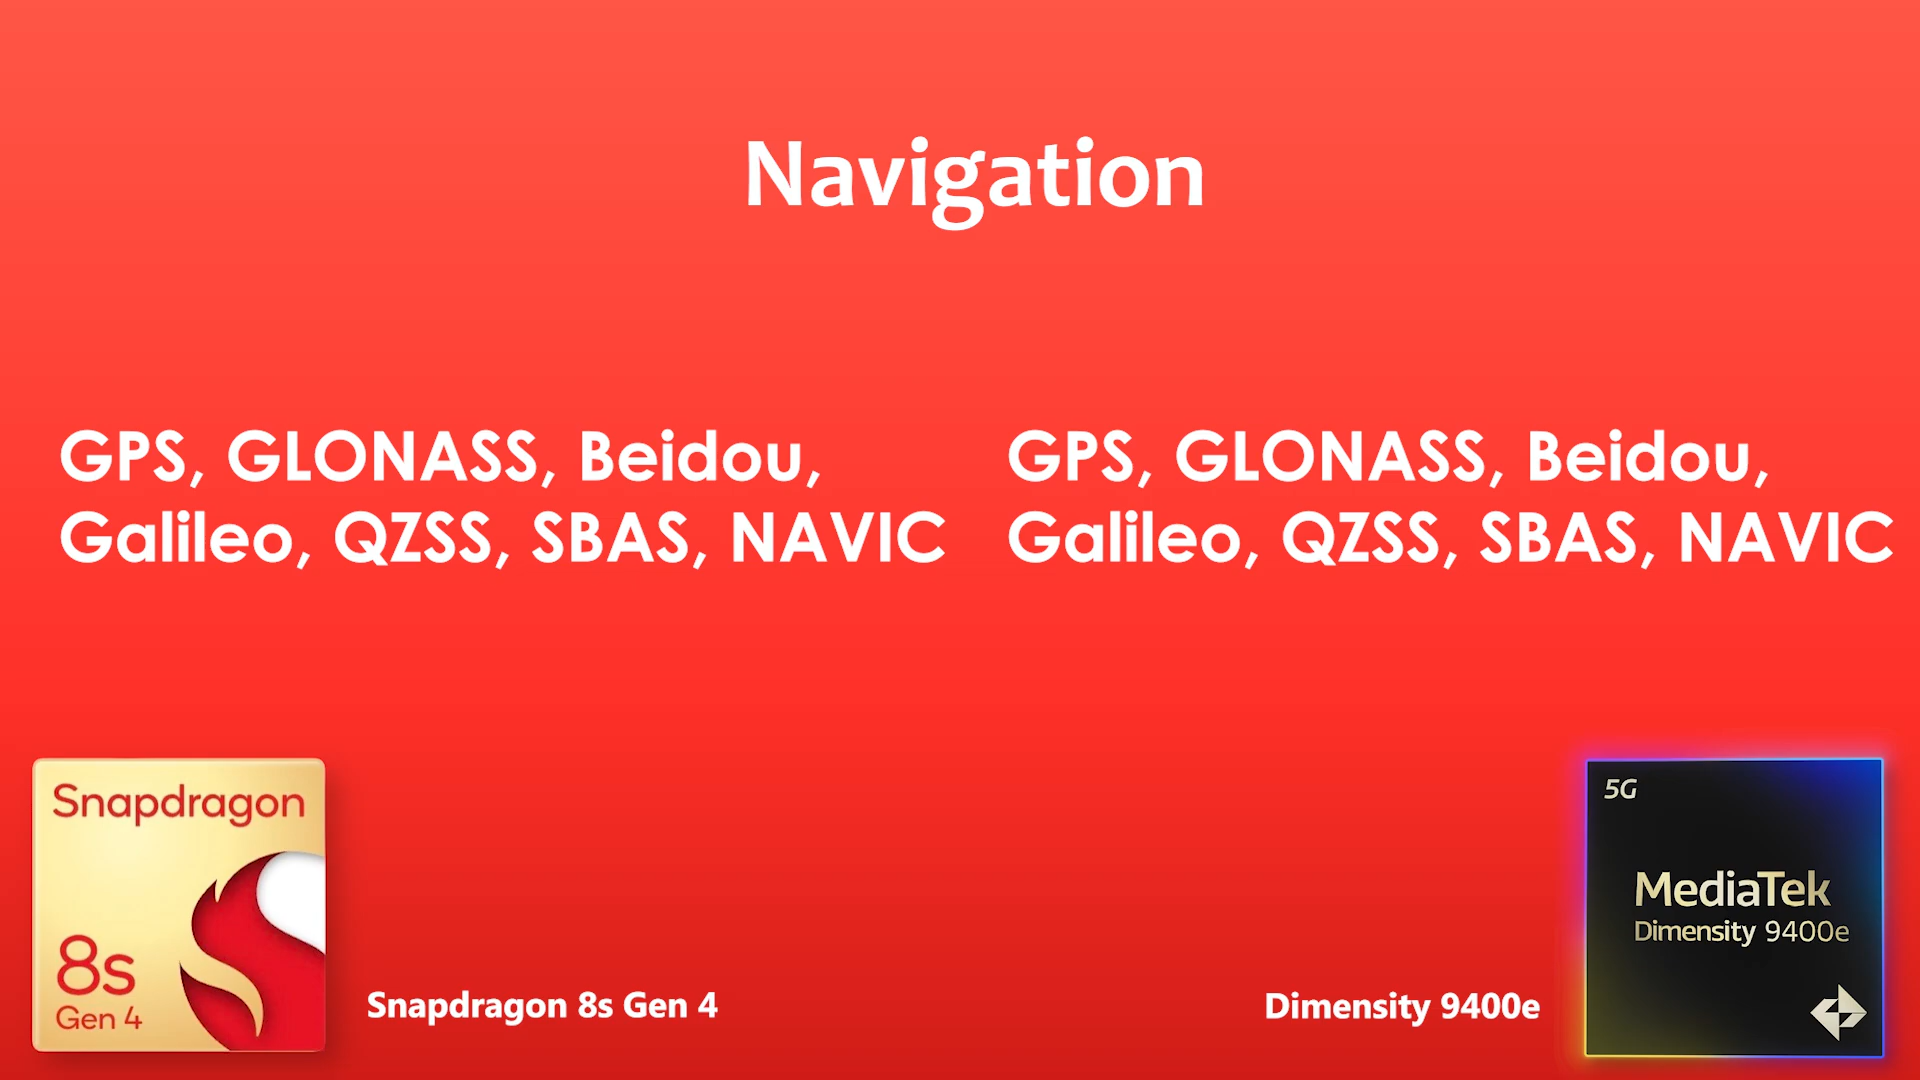 Navigation
GPS, GLONASS, Beidou,
Galileo, QZSS, SBAS, NAVIC
GPS, GLONASS, Beidou,
Galileo, QZSS, SBAS, NAVIC
Snapdragon
8s
Gen 4
Snapdragon 8s Gen 4
Dimensity 9400e
5G
MediaTek
Dimensity 9400e